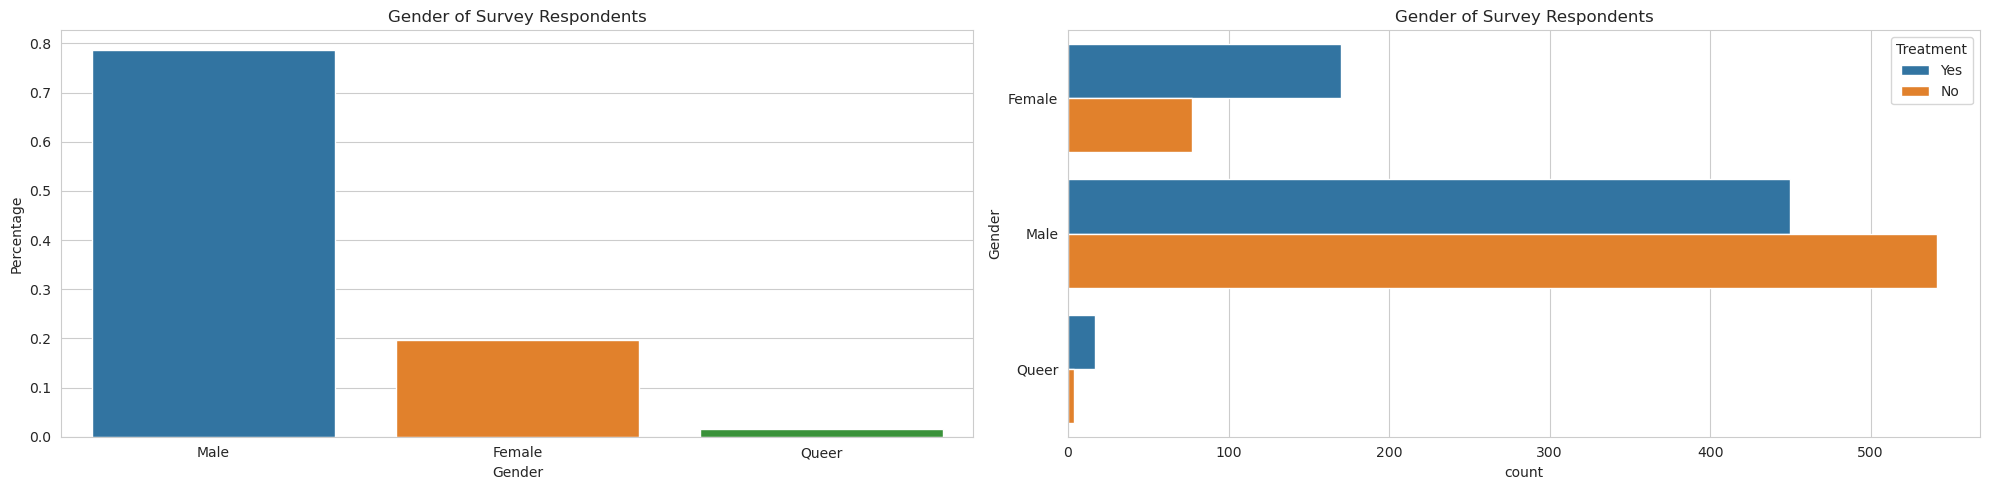 Gender of Survey Respondents
0.8
0.7
0.6
0.5
0.4
0.3
0.2
0.1
0.0
Percentage
Male
Female
Queer
Gender
Gender of Survey Respondents
Treatment
Yes
No
Female
Male
Queer
Gender
0
100
200
300
400
500
count